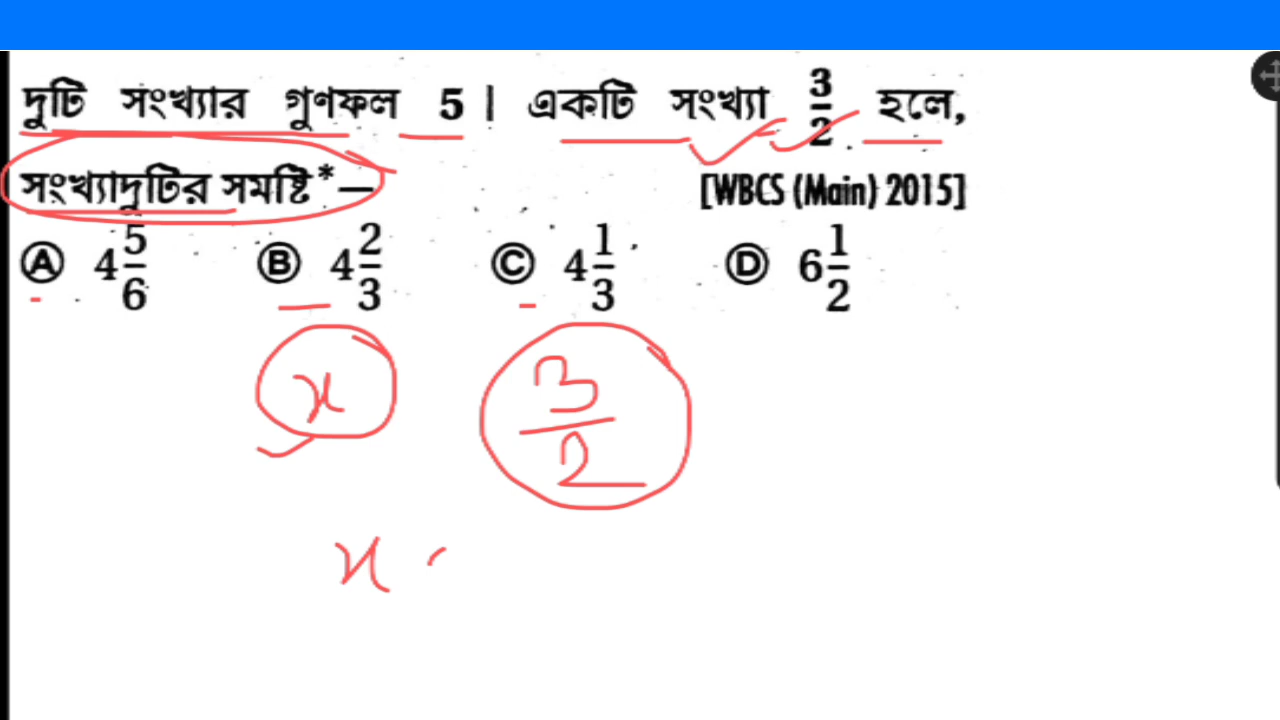 দুটি সংখ্যার গুণফল 5 । একটি সংখ্যা 3/2 হলে,
সংখ্যাদুটির সমষ্টি*— [WBCS (Main) 2015]
Ⓐ 4 5/6 Ⓑ 4 2/3 Ⓒ 4 1/3 Ⓓ 6 1/2
x 3/2
x